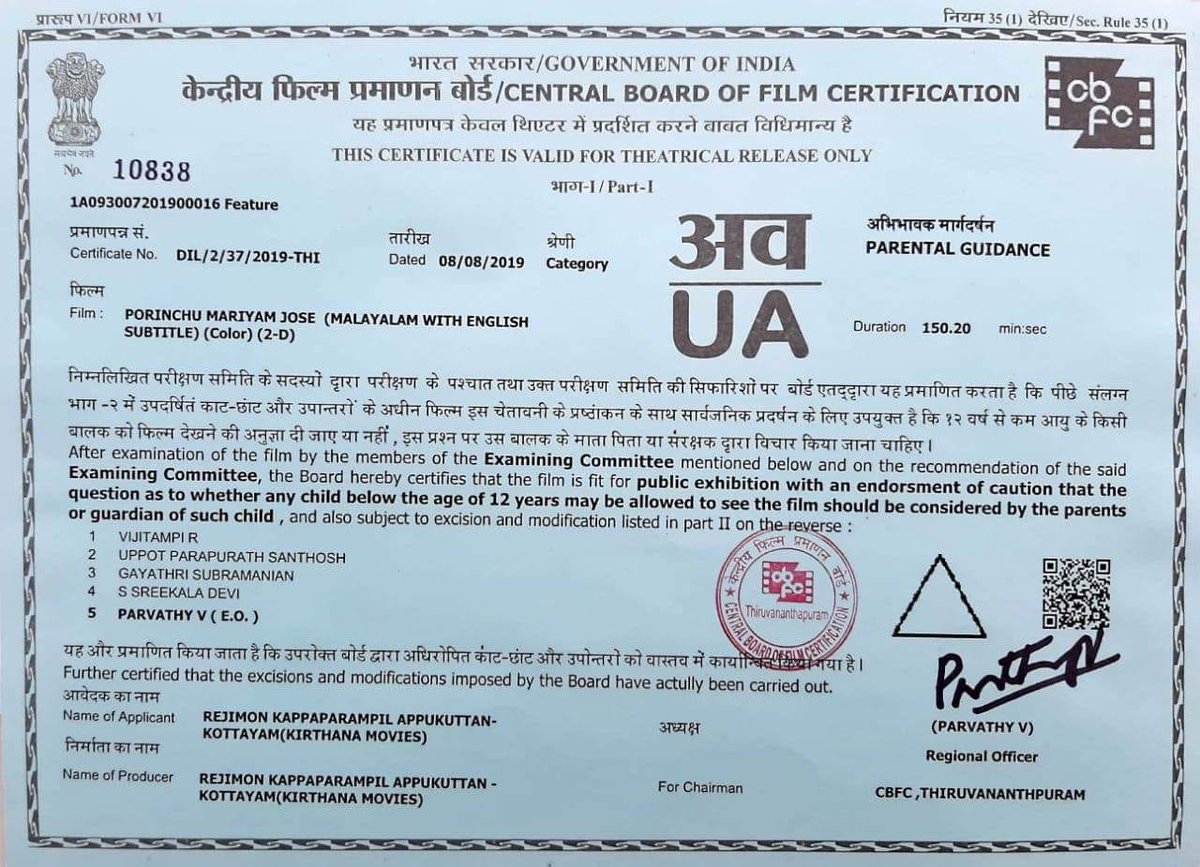 प्रारूप VI/FORM VI
नियम 35 (1) देखिए/Sec. Rule 35 (1)
भारत सरकार/GOVERNMENT OF INDIA
केन्द्रीय फिल्म प्रमाणन बोर्ड/CENTRAL BOARD OF FILM CERTIFICATION
यह प्रमाणपत्र केवल थिएटर में प्रदर्शित करने बाबत विधिमान्य है
THIS CERTIFICATE IS VALID FOR THEATRICAL RELEASE ONLY
cb
fc
सत्यमेव जयते
No. 10838
भाग-I / Part-I
1A093007201900016 Feature
प्रमाणपन्न सं.
Certificate No. DIL/2/37/2019-THI
तारीख
Dated 08/08/2019
श्रेणी
Category
अव
UA
अभिभावक मार्गदर्षन
PARENTAL GUIDANCE
फिल्म
Film : PORINCHU MARIYAM JOSE (MALAYALAM WITH ENGLISH
SUBTITLE) (Color) (2-D)
Duration 150.20 min:sec
निम्नलिखित परीक्षण समिति के सदस्यों द्वारा परीक्षण के पश्चात तथा उक्त परीक्षण समिति की सिफारिशों पर बोर्ड एतद्द्वारा यह प्रमाणित करता है कि पीछे संलग्न
भाग -२ में उपदर्षित काट-छांट और उपान्तरों के अधीन फिल्म इस चेतावनी के प्रष्ठांकन के साथ सार्वजनिक प्रदर्षन के लिए उपयुक्त है कि १२ वर्ष से कम आयु के किसी
बालक को फिल्म देखने की अनुज्ञा दी जाए या नहीं , इस प्रश्न पर उस बालक के माता पिता या संरक्षक द्वारा विचार किया जाना चाहिए।
After examination of the film by the members of the Examining Committee mentioned below and on the recommendation of the said
Examining Committee, the Board hereby certifies that the film is fit for public exhibition with an endorsment of caution that the
question as to whether any child below the age of 12 years may be allowed to see the film should be considered by the parents
or guardian of such child , and also subject to excision and modification listed in part II on the reverse :
1 VIJITAMPI R
2 UPPOT PARAPURATH SANTHOSH
3 GAYATHRI SUBRAMANIAN
4 S SREEKALA DEVI
5 PARVATHY V ( E.O. )
केन्द्रीय फिल्म प्रमाणन बोर्ड
cb
fc
Thiruvananthapuram
CENTRAL BOARD OF FILM CERTIFICATION
यह और प्रमाणित किया जाता है कि उपरोक्त बोर्ड द्वारा अधिरोपित काट-छांट और उपोन्तरों को वास्तव में कार्यान्वित किया गया है।
Further certified that the excisions and modifications imposed by the Board have actully been carried out.
आवेदक का नाम
Name of Applicant REJIMON KAPPAPARAMPIL APPUKUTTAN-
KOTTAYAM(KIRTHANA MOVIES)
अध्यक्ष
(PARVATHY V)
Regional Officer
निर्माता का नाम
Name of Producer REJIMON KAPPAPARAMPIL APPUKUTTAN -
KOTTAYAM(KIRTHANA MOVIES)
For Chairman
CBFC ,THIRUVANANTHPURAM